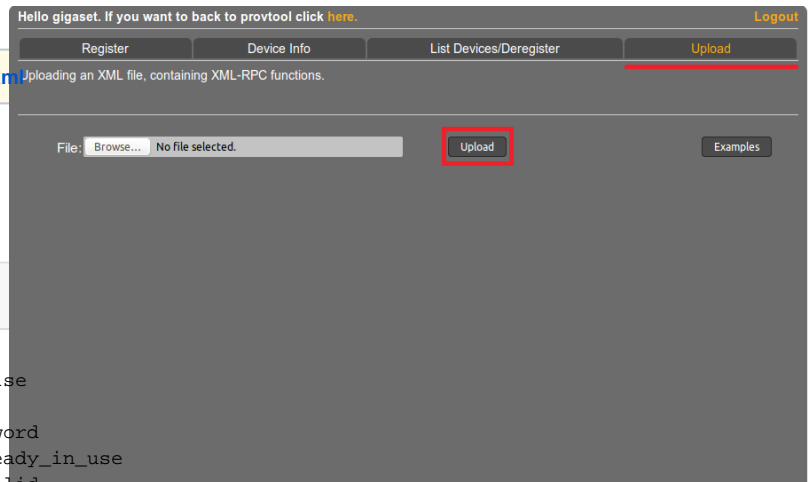 Hello gigaset. If you want to back to provtool click here. Logout
Register Device Info List Devices/Deregister Upload
Uploading an XML file, containing XML-RPC functions.
File: Browse... No file selected. Upload Examples
ml
se
word
eady_in_use